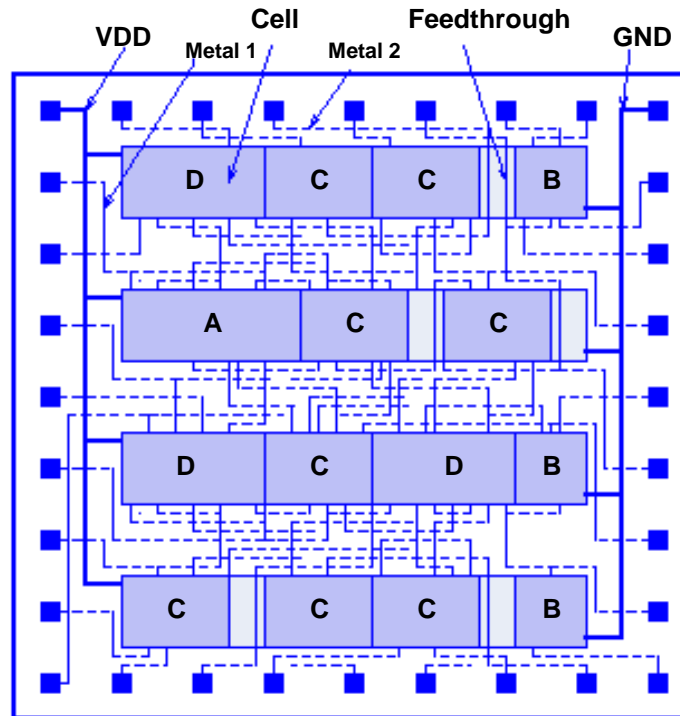 VDD Cell Feedthrough GND
Metal 1 Metal 2
D C C B
A C C
D C D B
C C C B